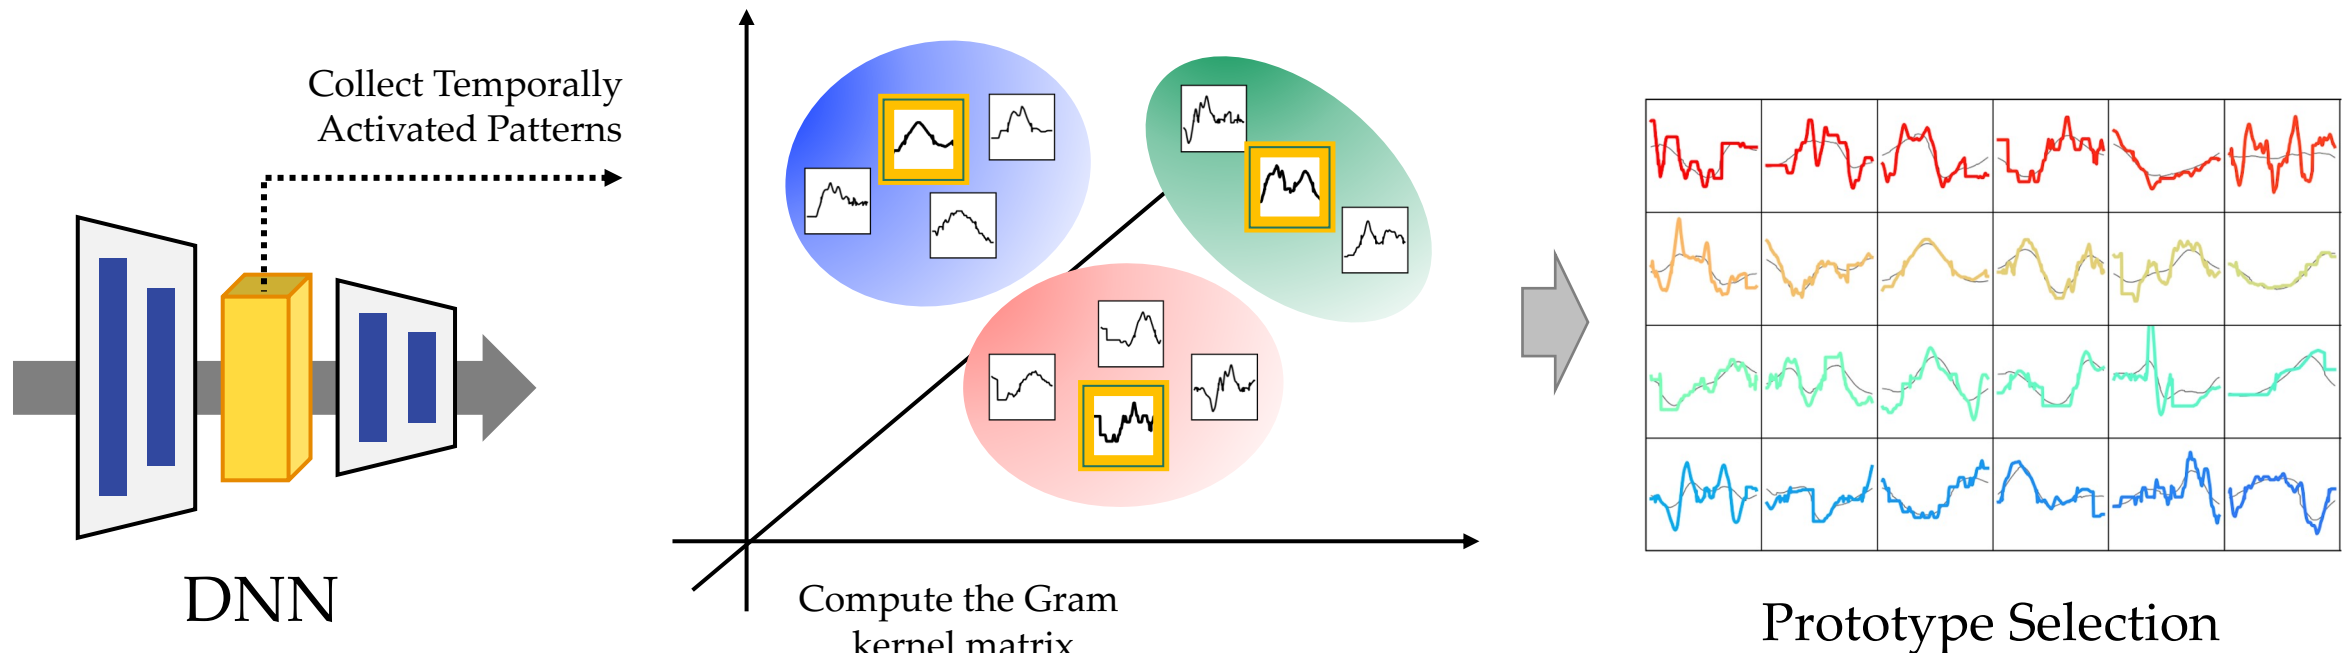 Collect Temporally
Activated Patterns
DNN
Compute the Gram
kernel matrix
Prototype Selection